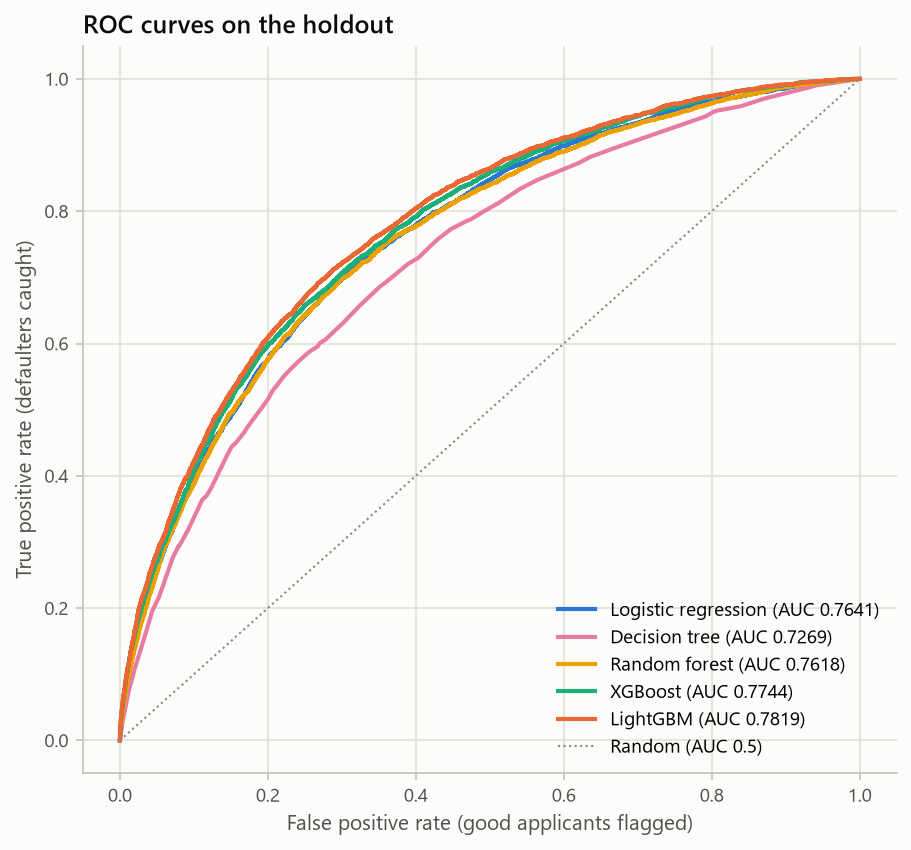 ROC curves on the holdout
True positive rate (defaulters caught)
1.0
0.8
0.6
0.4
0.2
0.0
Logistic regression (AUC 0.7641)
Decision tree (AUC 0.7269)
Random forest (AUC 0.7618)
XGBoost (AUC 0.7744)
LightGBM (AUC 0.7819)
Random (AUC 0.5)
0.0 0.2 0.4 0.6 0.8 1.0
False positive rate (good applicants flagged)